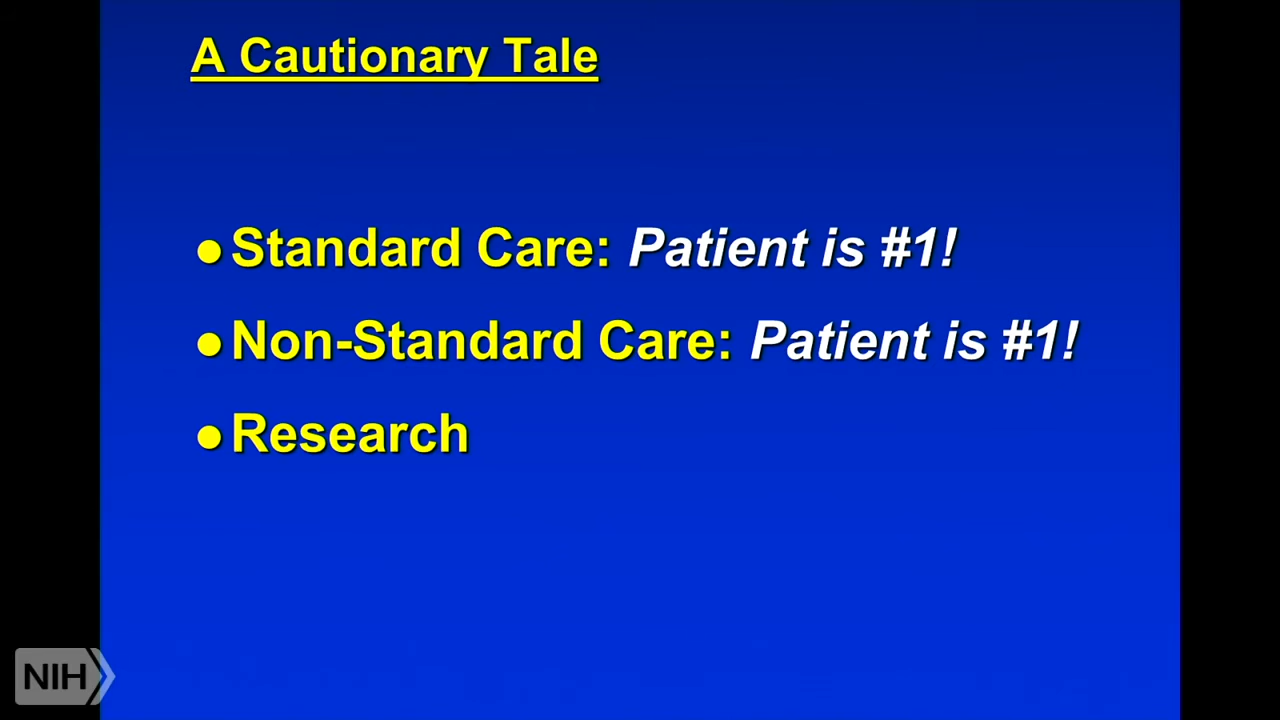 A Cautionary Tale
● Standard Care: Patient is #1!
● Non-Standard Care: Patient is #1!
● Research
NIH